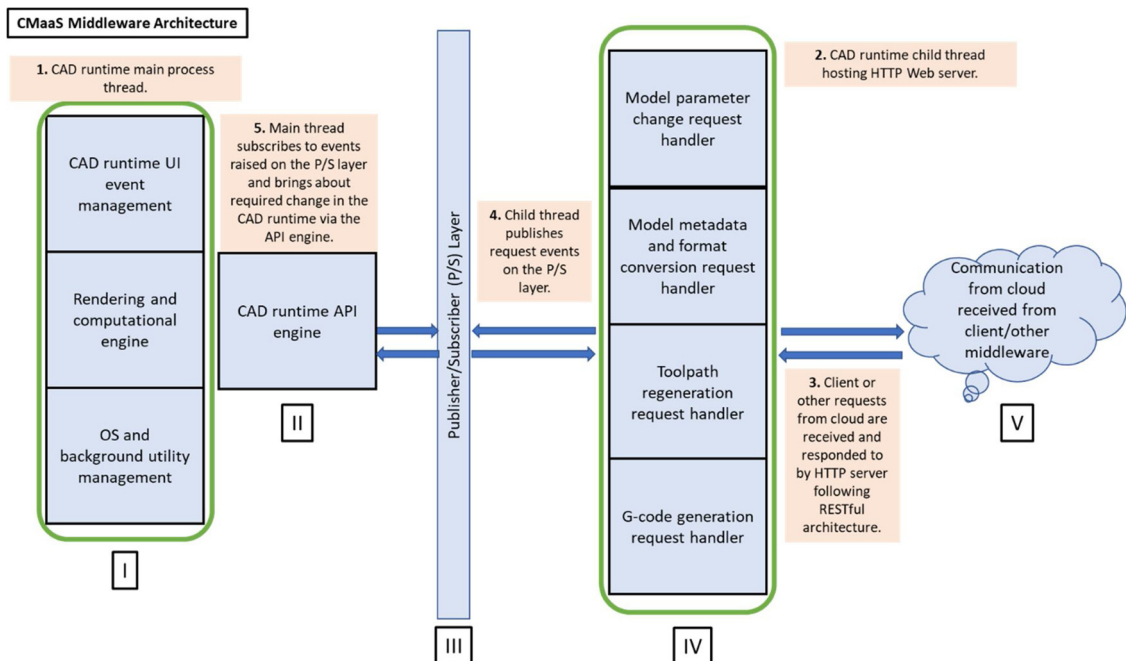 CMaaS Middleware Architecture
1. CAD runtime main process
thread.
CAD runtime UI
event
management
Rendering and
computational
engine
OS and
background utility
management
I
5. Main thread
subscribes to events
raised on the P/S layer
and brings about
required change in the
CAD runtime via the
API engine.
CAD runtime API
engine
II
Publisher/Subscriber (P/S) Layer
III
4. Child thread
publishes
request events
on the P/S
layer.
Model parameter
change request
handler
Model metadata
and format
conversion request
handler
Toolpath
regeneration
request handler
G-code generation
request handler
IV
2. CAD runtime child thread
hosting HTTP Web server.
Communication
from cloud
received from
client/other
middleware
3. Client or
other requests
from cloud are
received and
responded to
by HTTP server
following
RESTful
architecture.
V